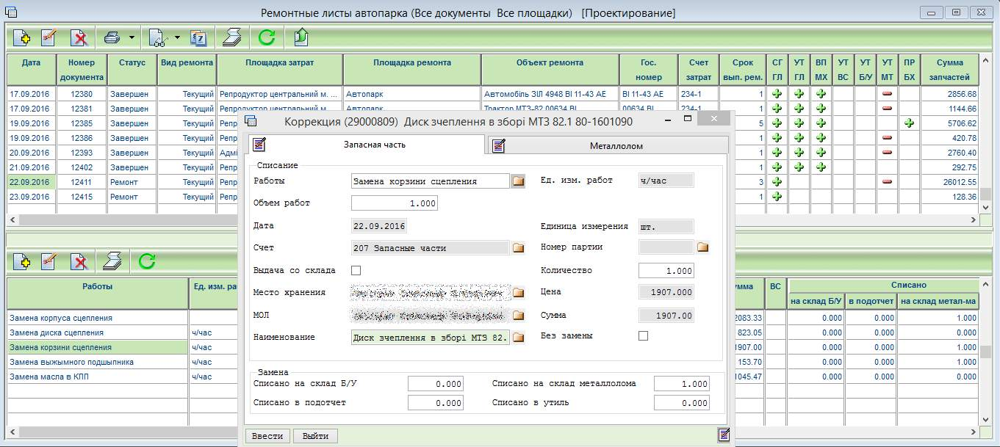 Ремонтные листы автопарка (Все документы Все площадки) [Проектирование]
Дата Номер документа Статус Вид ремонта Площадка затрат Площадка ремонта Объект ремонта Гос. номер Счет затрат Срок вып. рем. СГ ГЛ УТ ГЛ ВП МХ УТ ВС УТ Б/У УТ МТ ПР БХ Сумма запчастей
17.09.2016 12380 Завершен Текущий Репродуктор центральний м. ... Автопарк Автомобіль ЗІЛ 4948 ВІ 11-43 АЕ ВІ 11-43 АЕ 234-1 1 2856.68
17.09.2016 12381 Завершен Текущий Репродуктор центральний м. ... Автопарк Трактор МТЗ-82 00634 ВІ 00634 ВІ 234-1 1 1144.66
19.09.2016 12385 Завершен Текущий Репр 5 5706.62
19.09.2016 12386 Завершен Текущий Репр 1 420.78
20.09.2016 12393 Завершен Текущий Адмі 1 2760.40
21.09.2016 12402 Завершен Текущий Репр 1 292.75
22.09.2016 12411 Ремонт Текущий Репр 3 26012.55
23.09.2016 12415 Ремонт Текущий Репр 1 128.36
Коррекция (29000809) Диск зчеплення в зборі МТЗ 82.1 80-1601090
Запасная часть Металлолом
Списание
Работы Замена корзини сцепления Ед. изм. работ ч/час
Объем работ 1.000
Дата 22.09.2016 Единица измерения шт.
Счет 207 Запасные части Номер партии
Выдача со склада Количество 1.000
Место хранения Цена 1907.000
МОЛ Сумма 1907.00
Наименование Диск зчеплення в зборі МТЗ 82. Без замены
Замена
Списано на склад Б/У 0.000 Списано на склад металлолома 1.000
Списано в подотчет 0.000 Списано в утиль 0.000
Ввести Выйти
Работы Ед. изм. ра умма ВС Списано
на склад Б/У в подотчет на склад метал-ма
Замена корпуса сцепления 2083.33 0.000 0.000 1.000
Замена диска сцепления ч/час 823.05 0.000 0.000 1.000
Замена корзини сцепления ч/час 1907.00 0.000 0.000 1.000
Замена выжымного подшыпника ч/час 153.70 0.000 0.000 1.000
Замена масла в КПП ч/час 1045.47 0.000 0.000 0.000